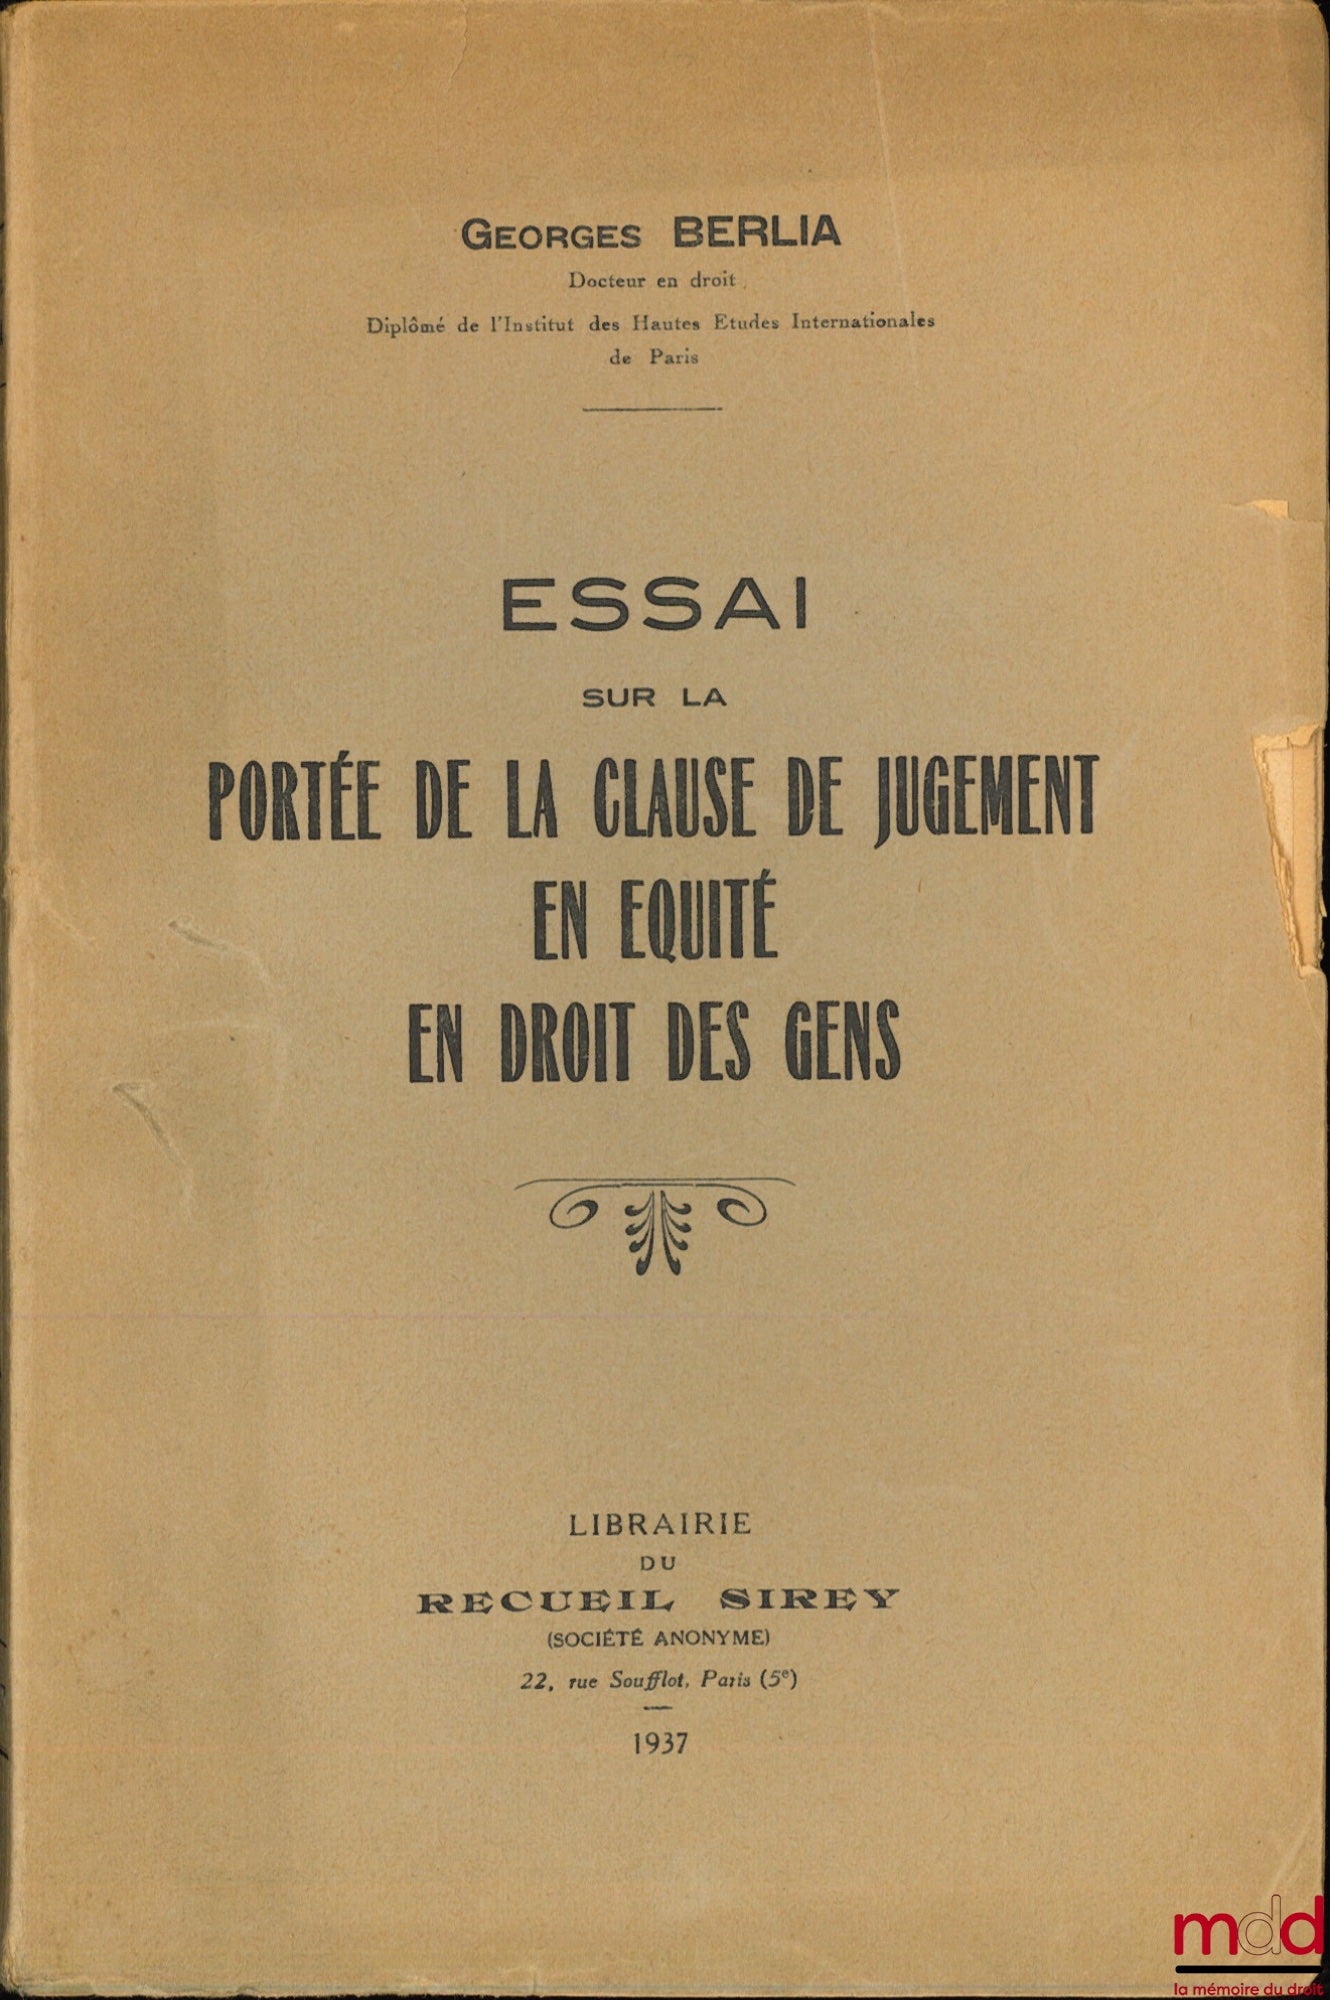 GEORGES BERLIA
Docteur en droit
Diplômé de l'Institut des Hautes Etudes Internationales
de Paris
ESSAI
SUR LA
PORTÉE DE LA CLAUSE DE JUGEMENT
EN EQUITÉ
EN DROIT DES GENS
LIBRAIRIE
DU
RECUEIL SIREY
(SOCIÉTÉ ANONYME)
22, rue Soufflot, Paris (5e)
1937
mdd
la mémoire du droit